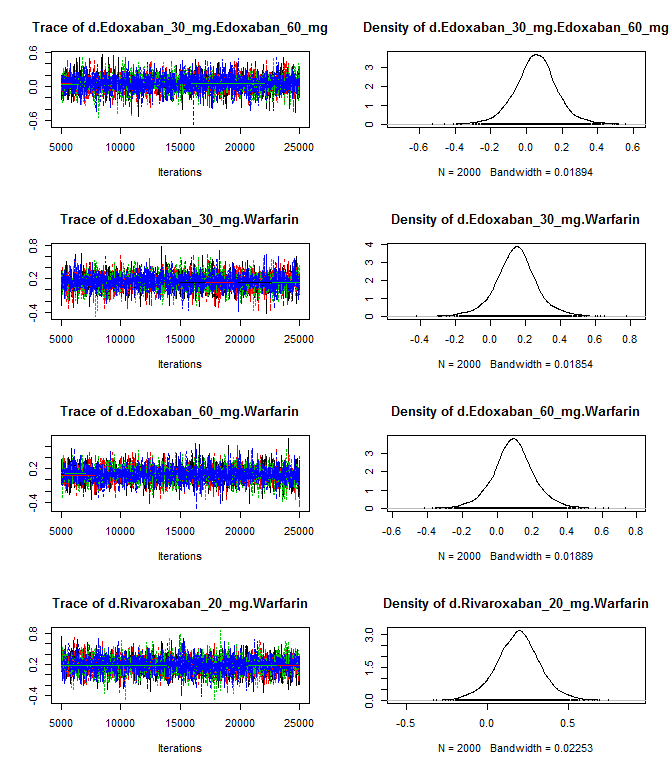 Trace of d.Edoxaban_30_mg.Edoxaban_60_mg
0.6
0.0
-0.6
5000 10000 15000 20000 25000
Iterations
Density of d.Edoxaban_30_mg.Edoxaban_60_mg
3
2
1
0
-0.6 -0.4 -0.2 0.0 0.2 0.4 0.6
N = 2000 Bandwidth = 0.01894
Trace of d.Edoxaban_30_mg.Warfarin
0.8
0.2
-0.4
5000 10000 15000 20000 25000
Iterations
Density of d.Edoxaban_30_mg.Warfarin
4
3
2
1
0
-0.4 -0.2 0.0 0.2 0.4 0.6 0.8
N = 2000 Bandwidth = 0.01854
Trace of d.Edoxaban_60_mg.Warfarin
0.2
-0.4
5000 10000 15000 20000 25000
Iterations
Density of d.Edoxaban_60_mg.Warfarin
3
2
1
0
-0.6 -0.4 -0.2 0.0 0.2 0.4 0.6 0.8
N = 2000 Bandwidth = 0.01889
Trace of d.Rivaroxaban_20_mg.Warfarin
0.8
0.2
-0.4
5000 10000 15000 20000 25000
Iterations
Density of d.Rivaroxaban_20_mg.Warfarin
3.0
1.5
0.0
-0.5 0.0 0.5
N = 2000 Bandwidth = 0.02253